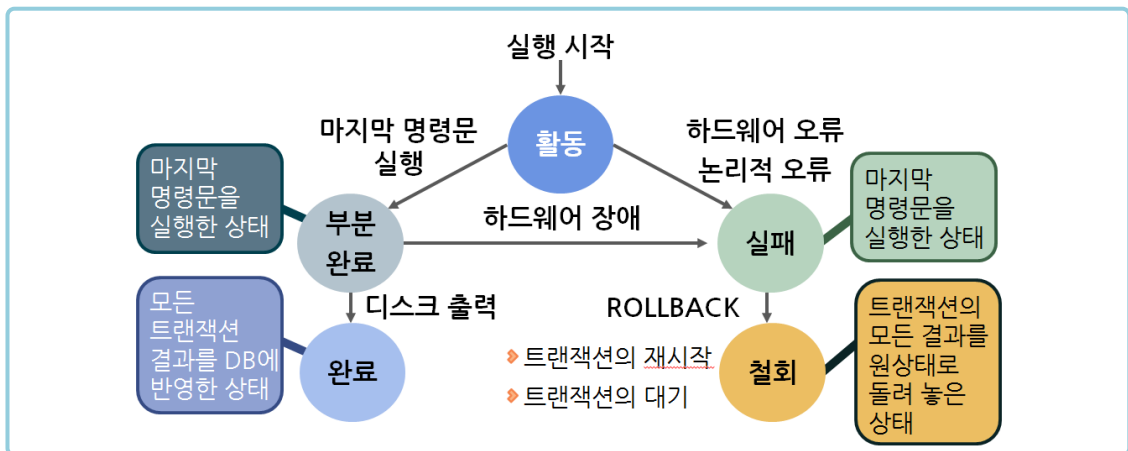 실행 시작
마지막 명령문
실행
활동
하드웨어 오류
논리적 오류
마지막
명령문을
실행한 상태
부분
완료
하드웨어 장애
실패
마지막
명령문을
실행한 상태
모든
트랜잭션
결과를 DB에
반영한 상태
디스크 출력
완료
ROLLBACK
트랜잭션의 재시작
트랜잭션의 대기
철회
트랜잭션의
모든 결과를
원상태로
돌려 놓은
상태